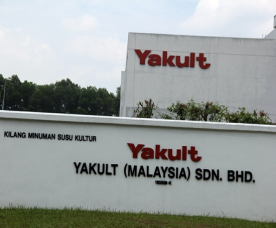 Yakult
KILANG MINUMAN SUSU KULTUR
Yakult
YAKULT (MALAYSIA) SDN. BHD.